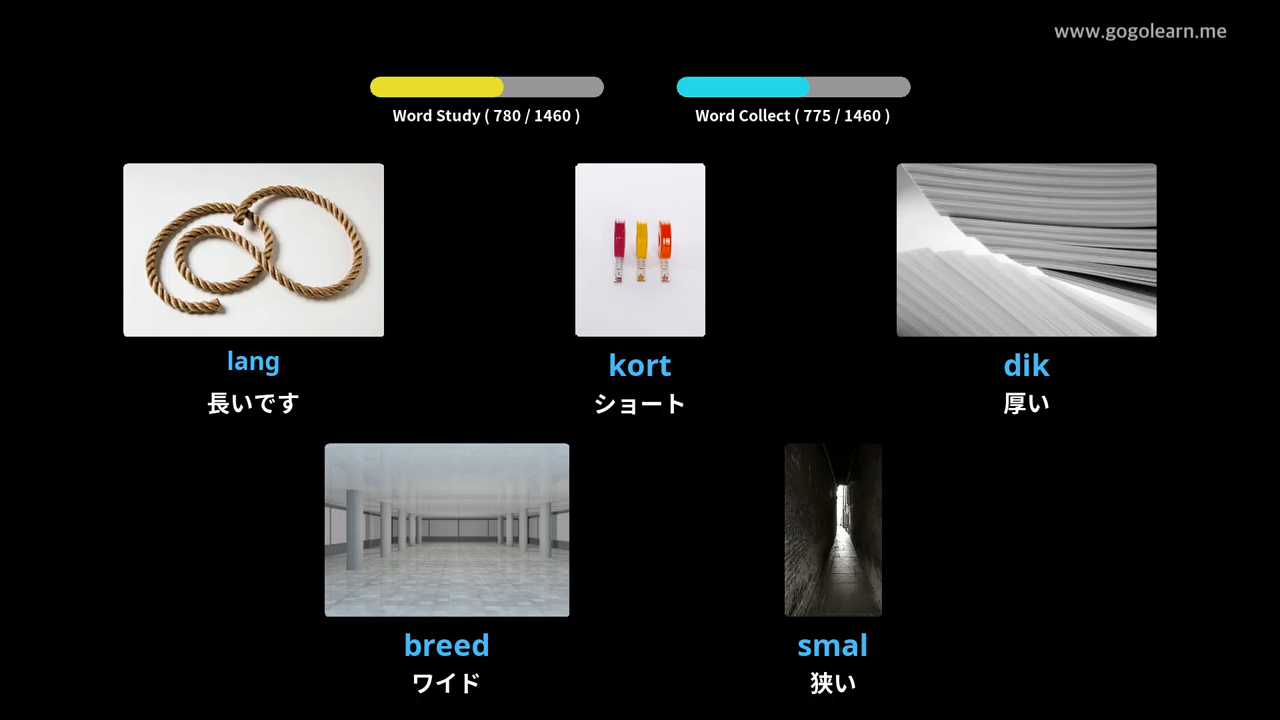 www.gogolearn.me
Word Study ( 780 / 1460 )
Word Collect ( 775 / 1460 )
lang
長いです
kort
ショート
dik
厚い
breed
ワイド
smal
狭い